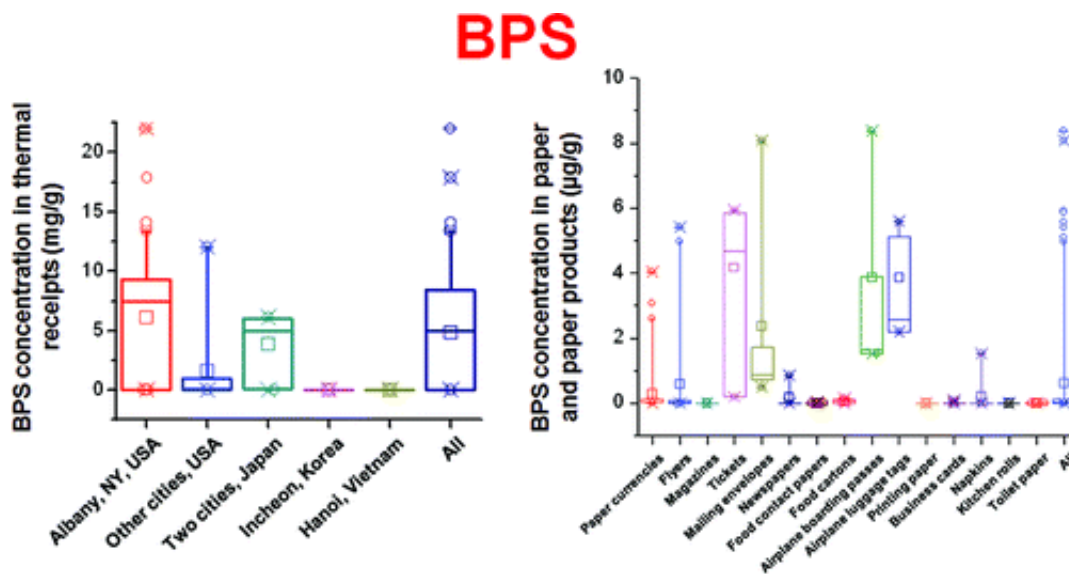 BPS
BPS concentration in thermal
receipts (mg/g)
20
15
10
5
0
Albany, NY, USA
Other cities, USA
Two cities, Japan
Incheon, Korea
Hanoi, Vietnam
All
BPS concentration in paper
and paper products (µg/g)
10
8
6
4
2
0
Paper currencies
Flyers
Magazines
Tickets
Mailing envelopes
Newspapers
Food contact papers
Food cartons
Airplane boarding passes
Airplane luggage tags
Printing paper
Business cards
Napkins
Kitchen rolls
Toilet paper
All